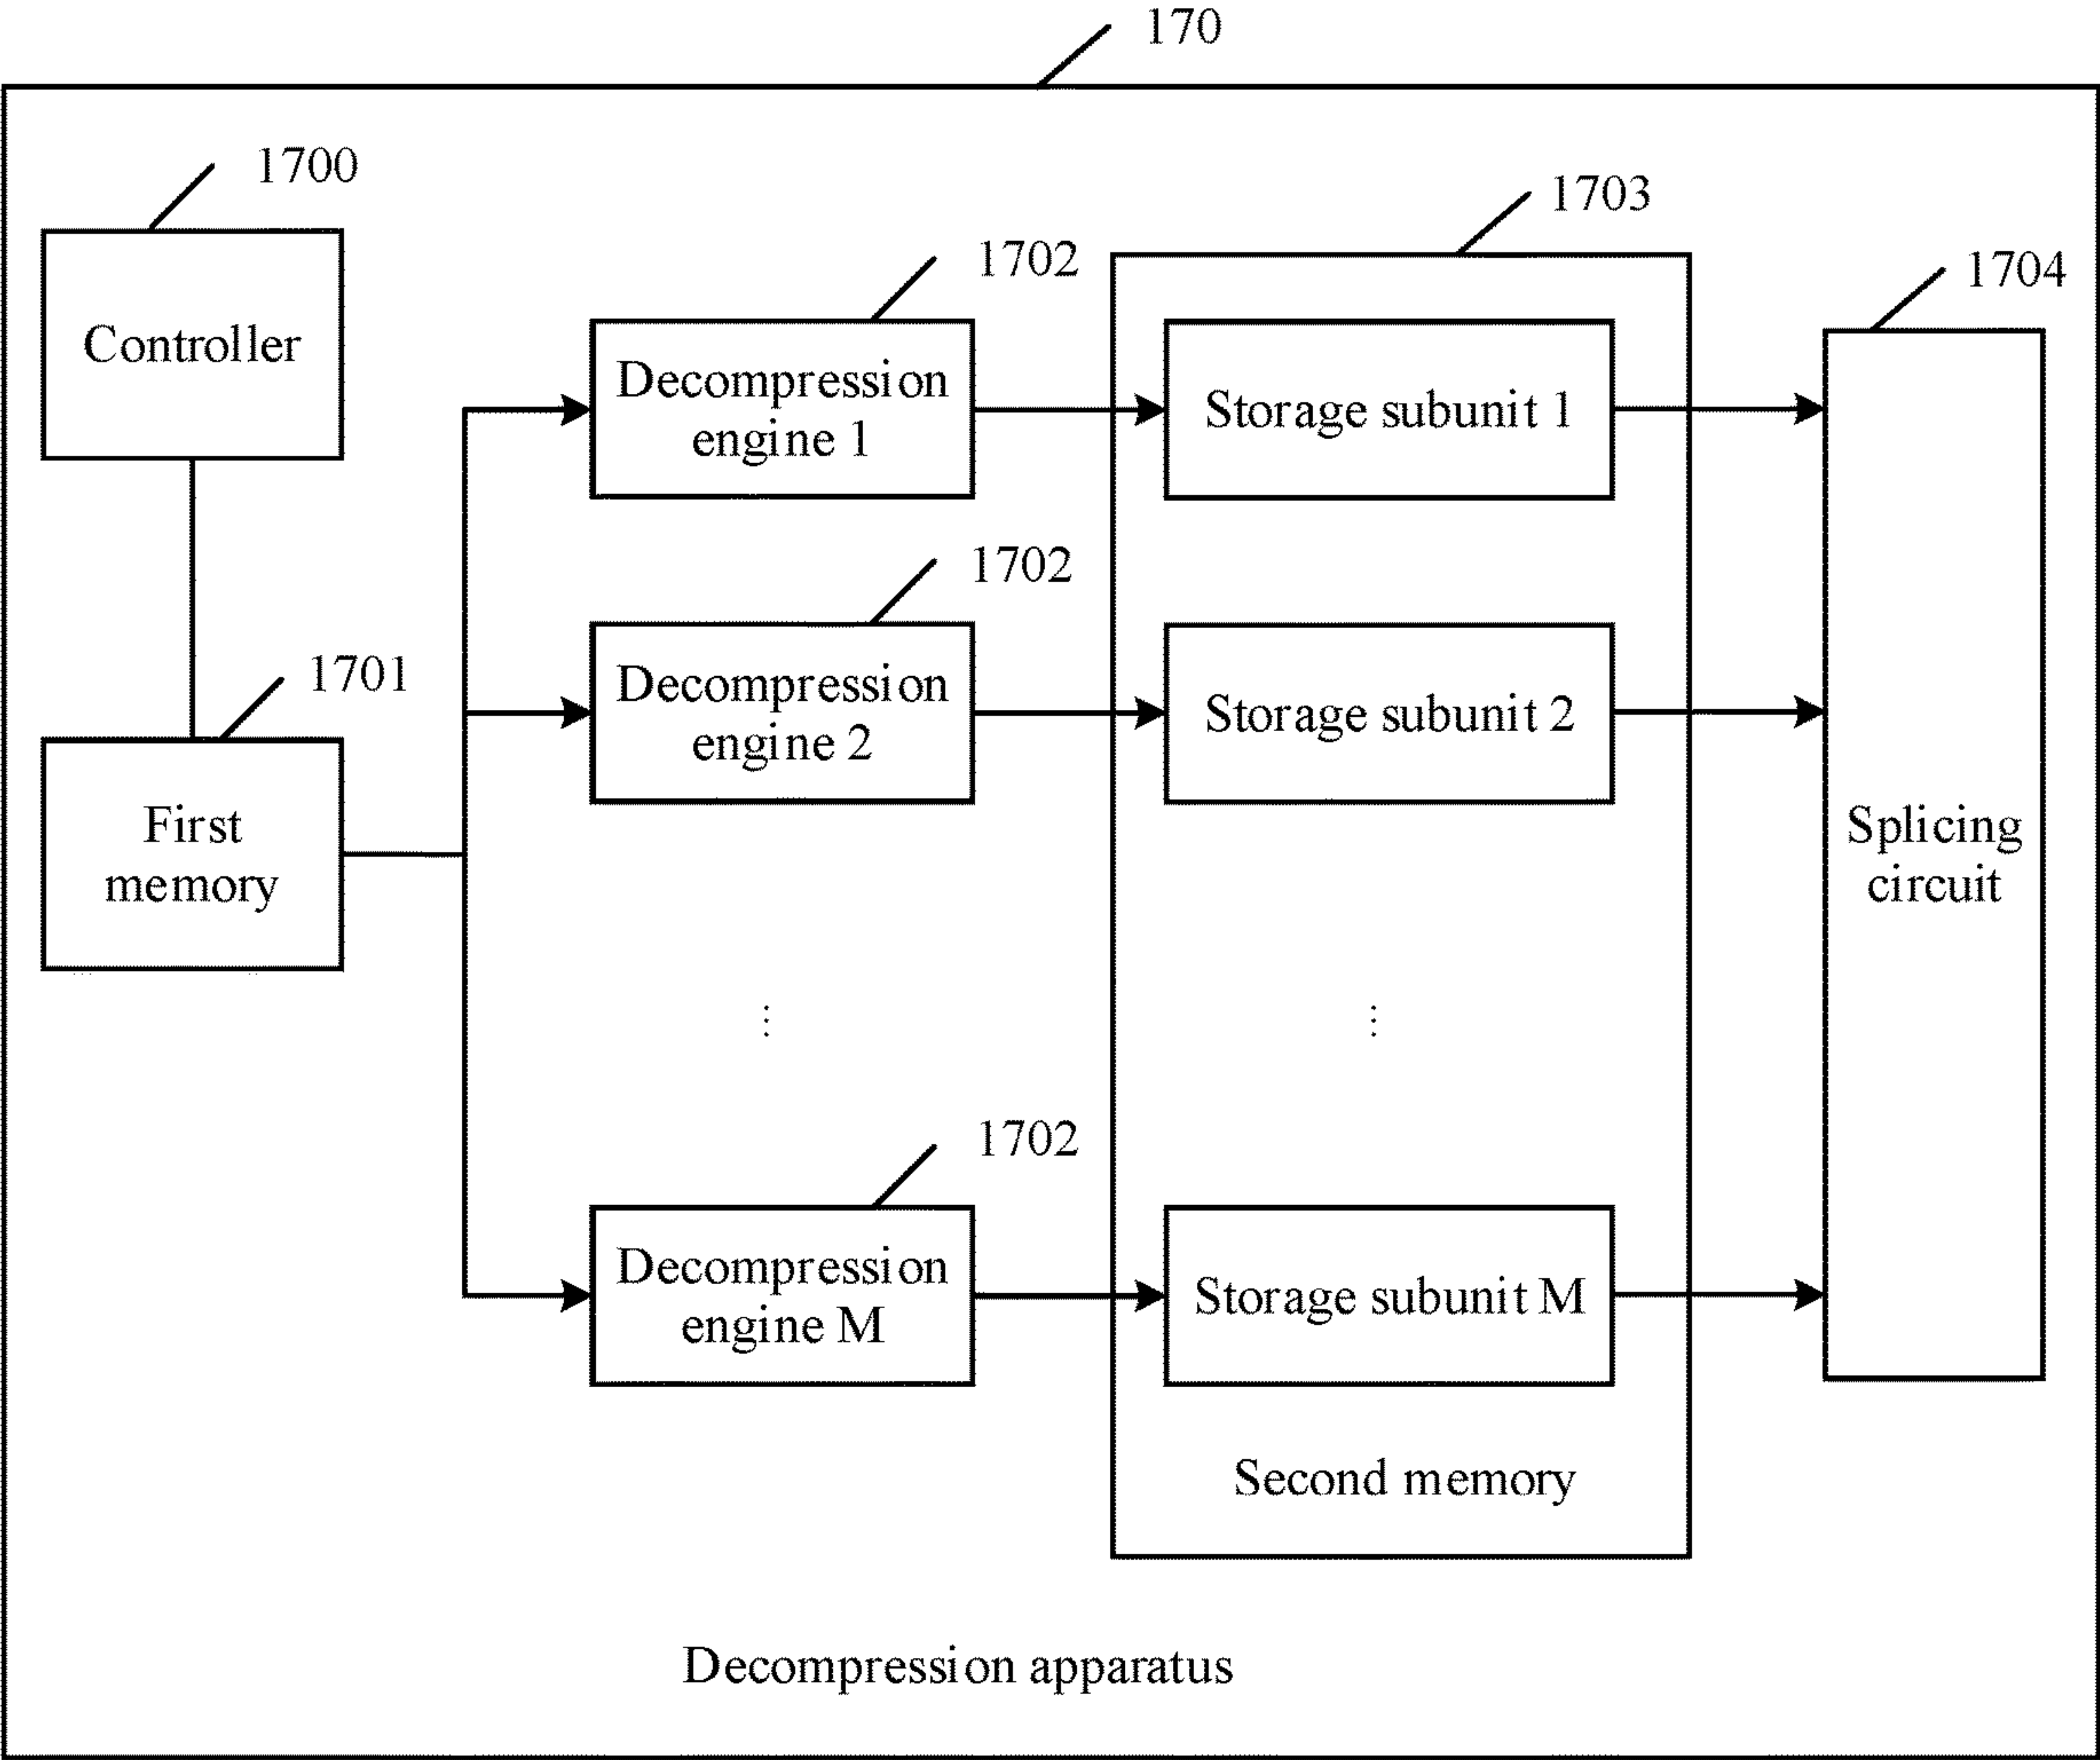 170
1700
1703
1702
1704
Controller
Decompression
engine 1
Storage subunit 1
1702
1701
Decompression
engine 2
Storage subunit 2
First
memory
Splicing
circuit
⋮
⋮
1702
Decompression
engine M
Storage subunit M
Second memory
Decompression apparatus